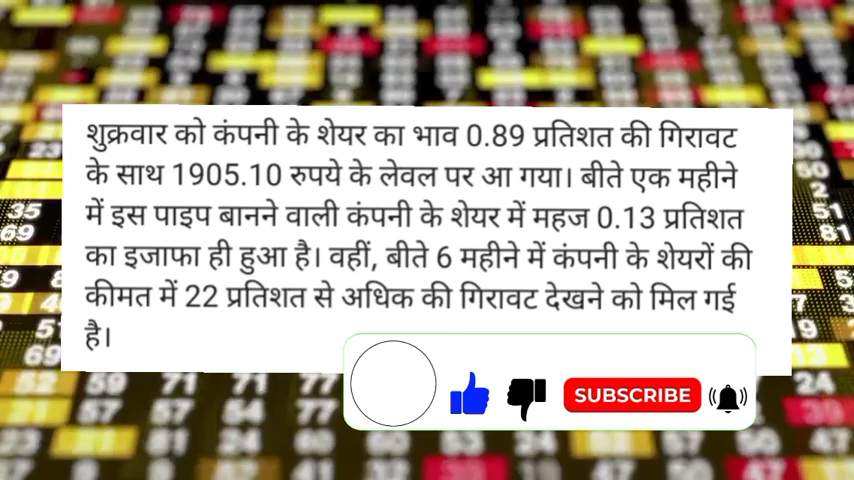 शुक्रवार को कंपनी के शेयर का भाव 0.89 प्रतिशत की गिरावट
के साथ 1905.10 रुपये के लेवल पर आ गया। बीते एक महीने
में इस पाइप बानने वाली कंपनी के शेयर में महज 0.13 प्रतिशत
का इजाफा ही हुआ है। वहीं, बीते 6 महीने में कंपनी के शेयरों की
कीमत में 22 प्रतिशत से अधिक की गिरावट देखने को मिल गई
है।
SUBSCRIBE